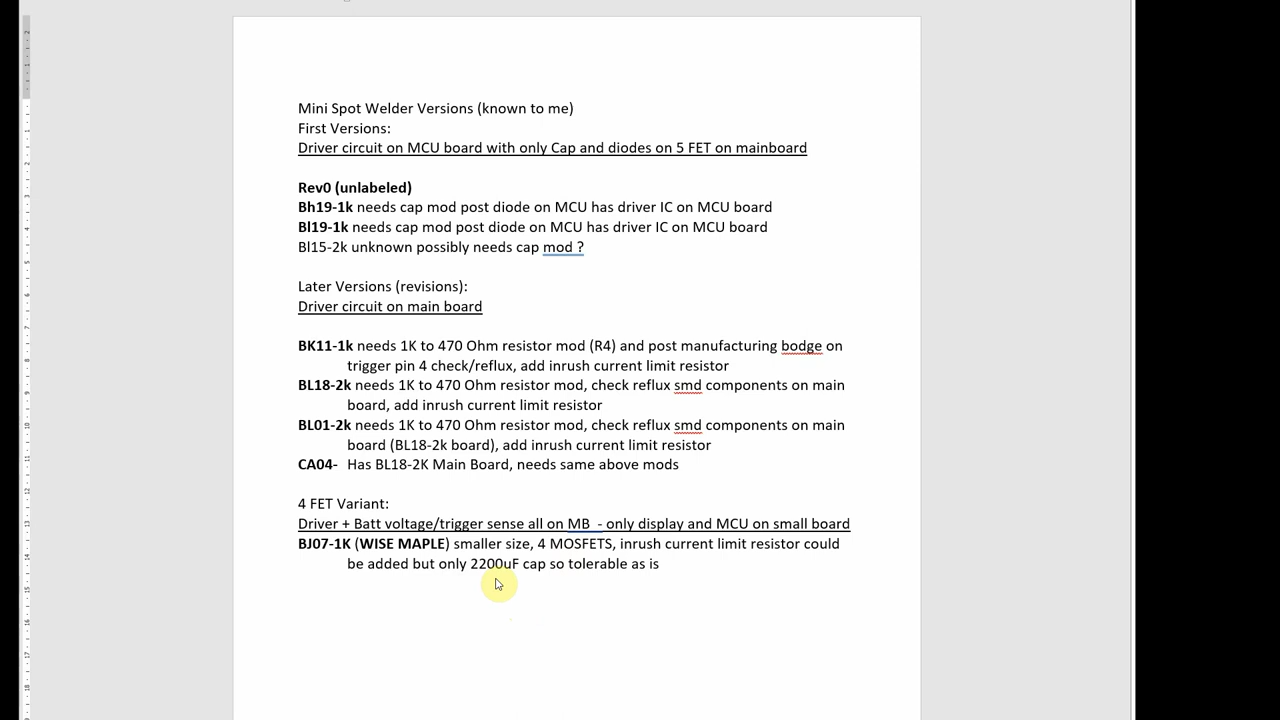 Mini Spot Welder Versions (known to me)
First Versions:
Driver circuit on MCU board with only Cap and diodes on 5 FET on mainboard
Rev0 (unlabeled)
Bh19-1k needs cap mod post diode on MCU has driver IC on MCU board
Bl19-1k needs cap mod post diode on MCU has driver IC on MCU board
Bl15-2k unknown possibly needs cap mod ?
Later Versions (revisions):
Driver circuit on main board
BK11-1k needs 1K to 470 Ohm resistor mod (R4) and post manufacturing bodge on
trigger pin 4 check/reflux, add inrush current limit resistor
BL18-2k needs 1K to 470 Ohm resistor mod, check reflux smd components on main
board, add inrush current limit resistor
BL01-2k needs 1K to 470 Ohm resistor mod, check reflux smd components on main
board (BL18-2k board), add inrush current limit resistor
CA04- Has BL18-2K Main Board, needs same above mods
4 FET Variant:
Driver + Batt voltage/trigger sense all on MB - only display and MCU on small board
BJ07-1K (WISE MAPLE) smaller size, 4 MOSFETS, inrush current limit resistor could
be added but only 2200uF cap so tolerable as is